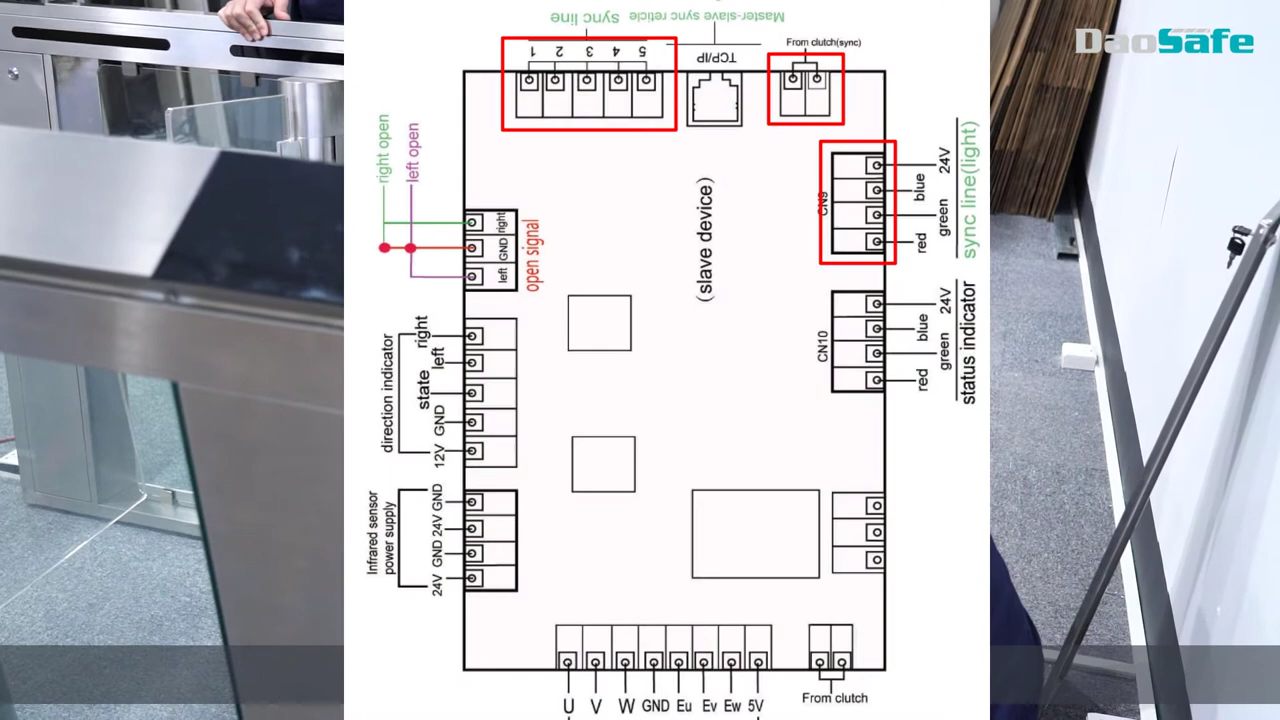 DaoSafe
Sync line
Master-slave sync reticle
1 2 3 4 5
TCP/IP
From clutch(sync)
right open
left open
right
GND
left
open signal
(slave device)
CN9
24V
blue
green
red
sync line(light)
CN10
24V
blue
green
red
status indicator
direction indicator
right
left
state
GND
12V
Infrared sensor
power supply
GND
24V
GND
24V
U V W GND Eu Ev Ew 5V
From clutch